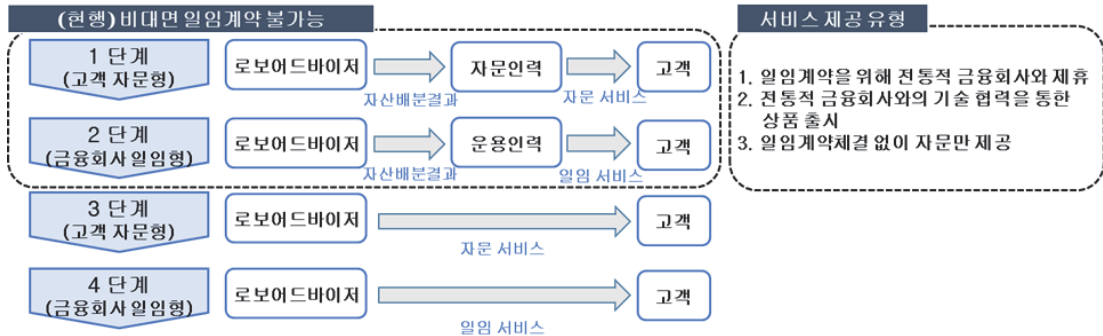 (현행) 비대면 일임계약 불가능
1 단계
(고객 자문형)
로보어드바이저
자산배분결과
자문인력
자문 서비스
고객
2 단계
(금융회사일임형)
로보어드바이저
자산배분결과
운용인력
일임 서비스
고객
3 단계
(고객 자문형)
로보어드바이저
자문 서비스
고객
4 단계
(금융회사일임형)
로보어드바이저
일임 서비스
고객
서비스 제공 유형
1. 일임계약을 위해 전통적 금융회사와 제휴
2. 전통적 금융회사와의 기술 협력을 통한
상품 출시
3. 일임계약체결 없이 자문만 제공